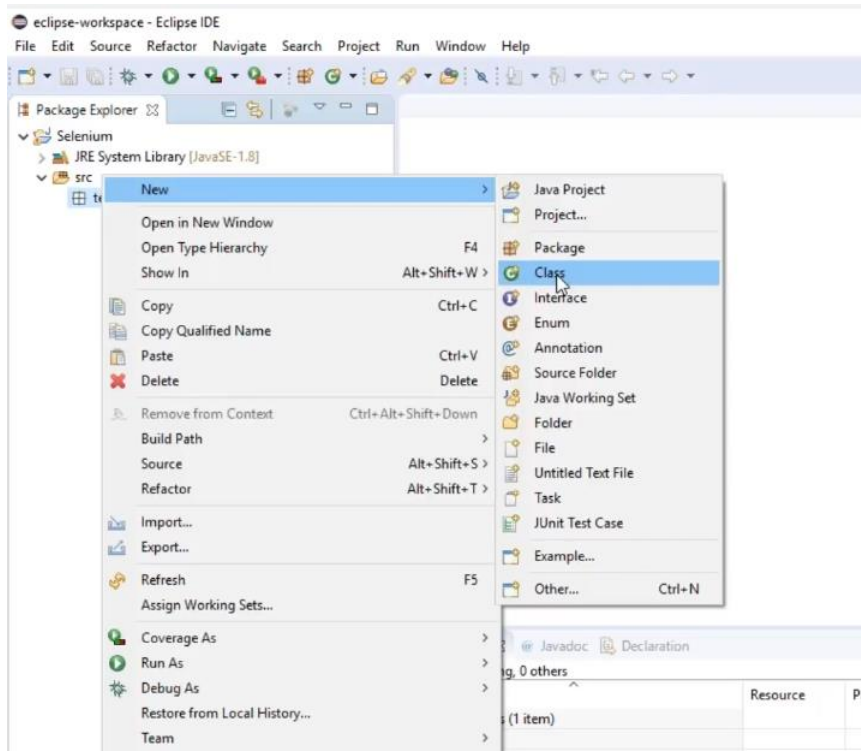 eclipse-workspace - Eclipse IDE
File Edit Source Refactor Navigate Search Project Run Window Help
Package Explorer
Selenium
JRE System Library [JavaSE-1.8]
src
New
Open in New Window
Open Type Hierarchy F4
Show In Alt+Shift+W
Copy Ctrl+C
Copy Qualified Name
Paste Ctrl+V
Delete Delete
Remove from Context Ctrl+Alt+Shift+Down
Build Path
Source Alt+Shift+S
Refactor Alt+Shift+T
Import...
Export...
Refresh F5
Assign Working Sets...
Coverage As
Run As
Debug As
Restore from Local History...
Team
Java Project
Project...
Package
Class
Interface
Enum
Annotation
Source Folder
Java Working Set
Folder
File
Untitled Text File
Task
JUnit Test Case
Example...
Other... Ctrl+N
Javadoc Declaration
0 others
Resource P
(1 item)